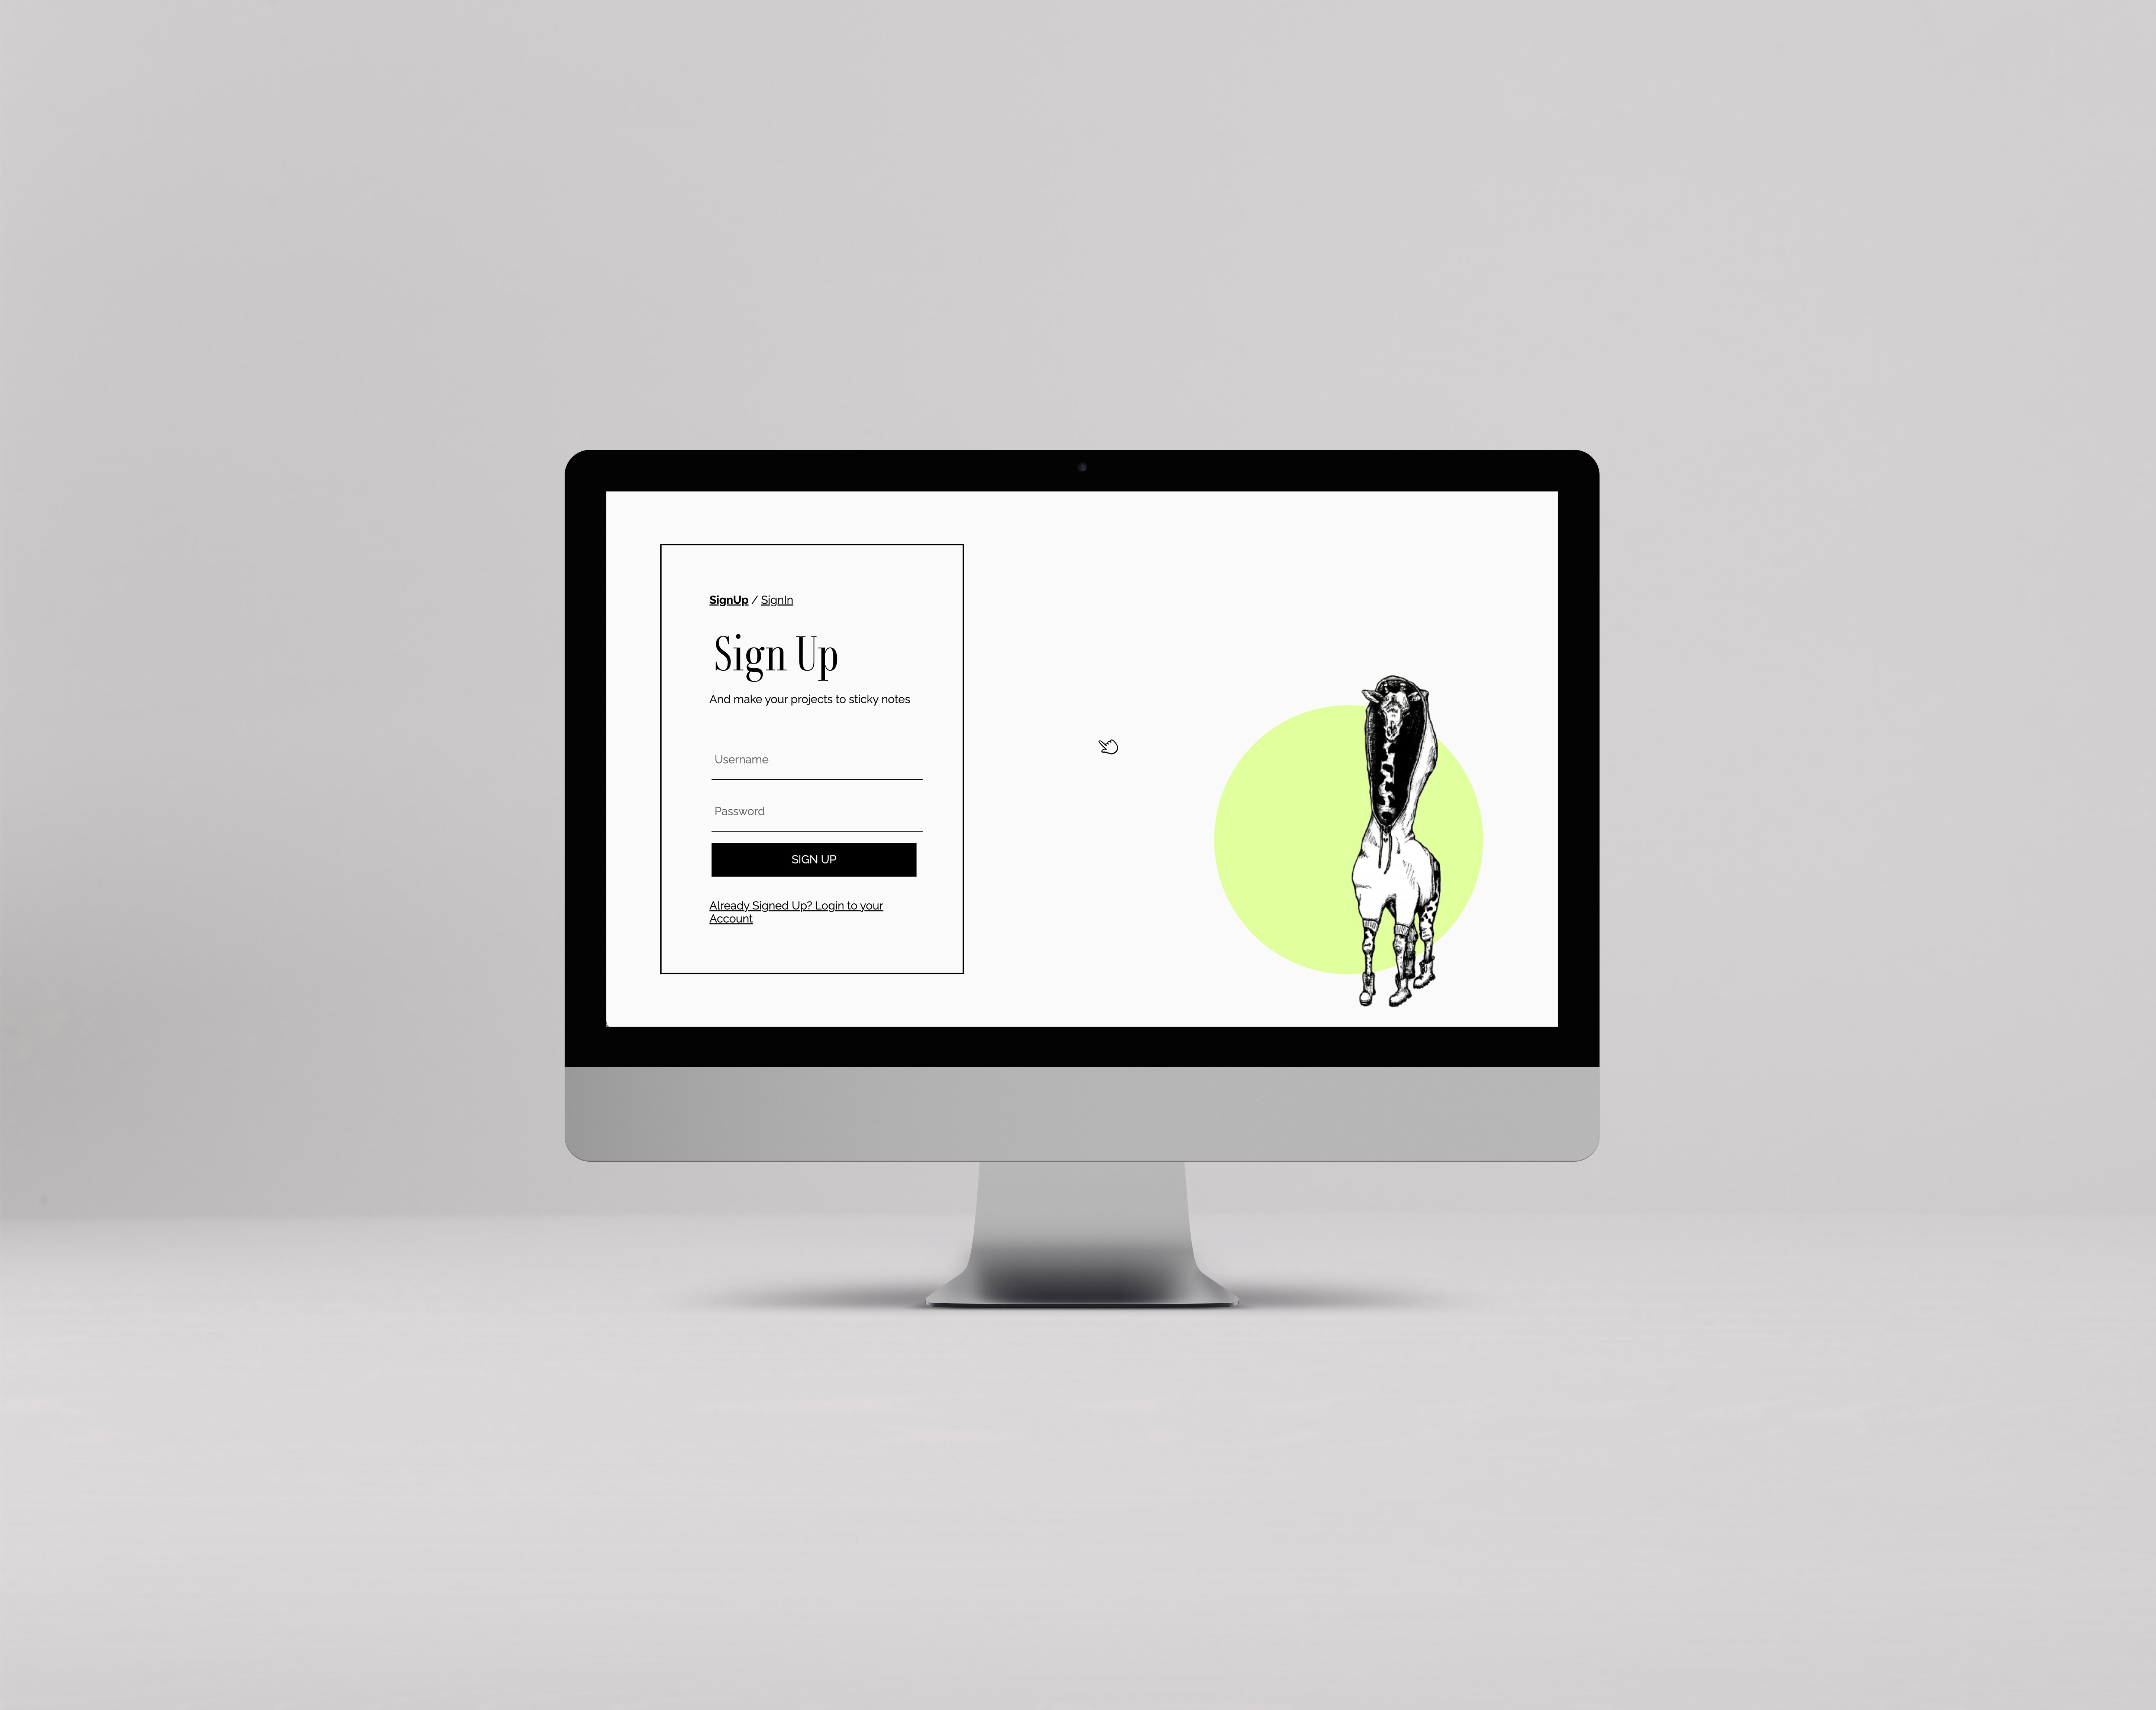 SignUp / SignIn
Sign Up
And make your projects to sticky notes
Username
Password
SIGN UP
Already Signed Up? Login to your
Account